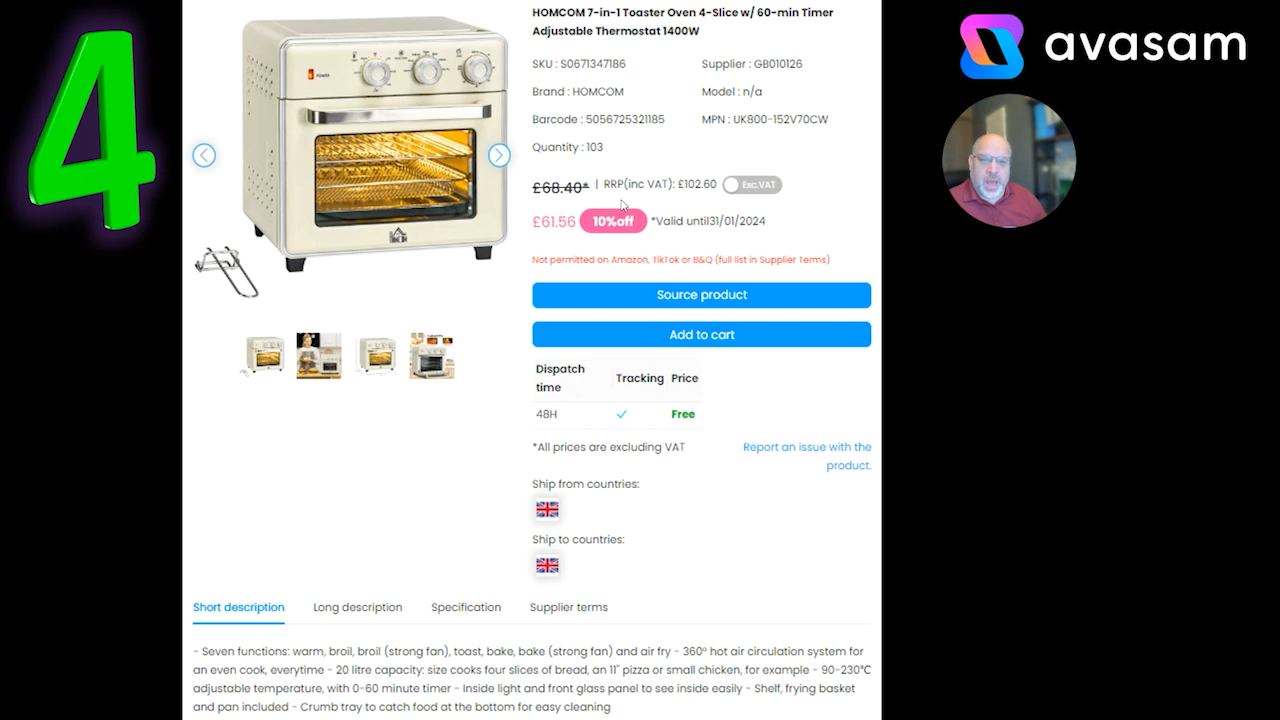 4
HOMCOM 7-in-1 Toaster Oven 4-Slice w/ 60-min Timer
Adjustable Thermostat 1400W
avasam
SKU : S0671347186
Supplier : GB010126
Brand : HOMCOM
Model : n/a
Barcode : 5056725321185
MPN : UK800-152V70CW
Quantity : 103
£68.40* | RRP(inc VAT): £102.60 Exc.VAT
£61.56 10%off *Valid until31/01/2024
Not permitted on Amazon, TikTok or B&Q (full list in Supplier Terms)
Source product
Add to cart
Dispatch
time
Tracking Price
48H
Free
*All prices are excluding VAT
Report an issue with the
product.
Ship from countries:
Ship to countries:
Short description
Long description
Specification
Supplier terms
- Seven functions: warm, broil, broil (strong fan), toast, bake, bake (strong fan) and air fry - 360° hot air circulation system for
an even cook, everytime - 20 litre capacity: size cooks four slices of bread, an 11" pizza or small chicken, for example - 90-230℃
adjustable temperature, with 0-60 minute timer - Inside light and front glass panel to see inside easily - Shelf, frying basket
and pan included - Crumb tray to catch food at the bottom for easy cleaning